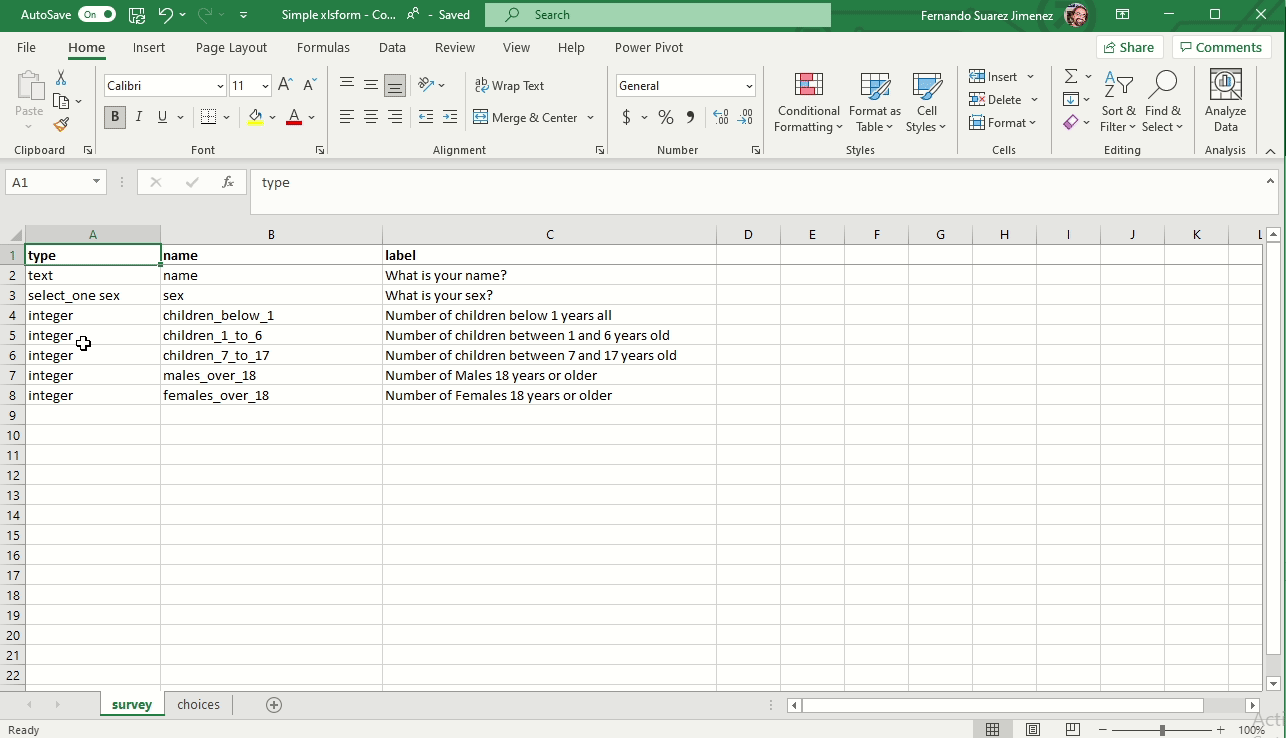 AutoSave On Simple xlsform - Co... - Saved Search Fernando Suarez Jimenez
File Home Insert Page Layout Formulas Data Review View Help Power Pivot Share Comments
Paste Calibri 11 A A ab Wrap Text General Conditional Formatting Format as Table Cell Styles Insert Delete Format Sort & Filter Find & Select Analyze Data
B I U A Merge & Center $ % 9 .00 .00
Clipboard Font Alignment Number Styles Cells Editing Analysis
A1 fx type
A B C D E F G H I J K L
1 type name label
2 text name What is your name?
3 select_one sex sex What is your sex?
4 integer children_below_1 Number of children below 1 years all
5 integer children_1_to_6 Number of children between 1 and 6 years old
6 integer children_7_to_17 Number of children between 7 and 17 years old
7 integer males_over_18 Number of Males 18 years or older
8 integer females_over_18 Number of Females 18 years or older
9
10
11
12
13
14
15
16
17
18
19
20
21
22
survey choices
Ready 100%
Acti